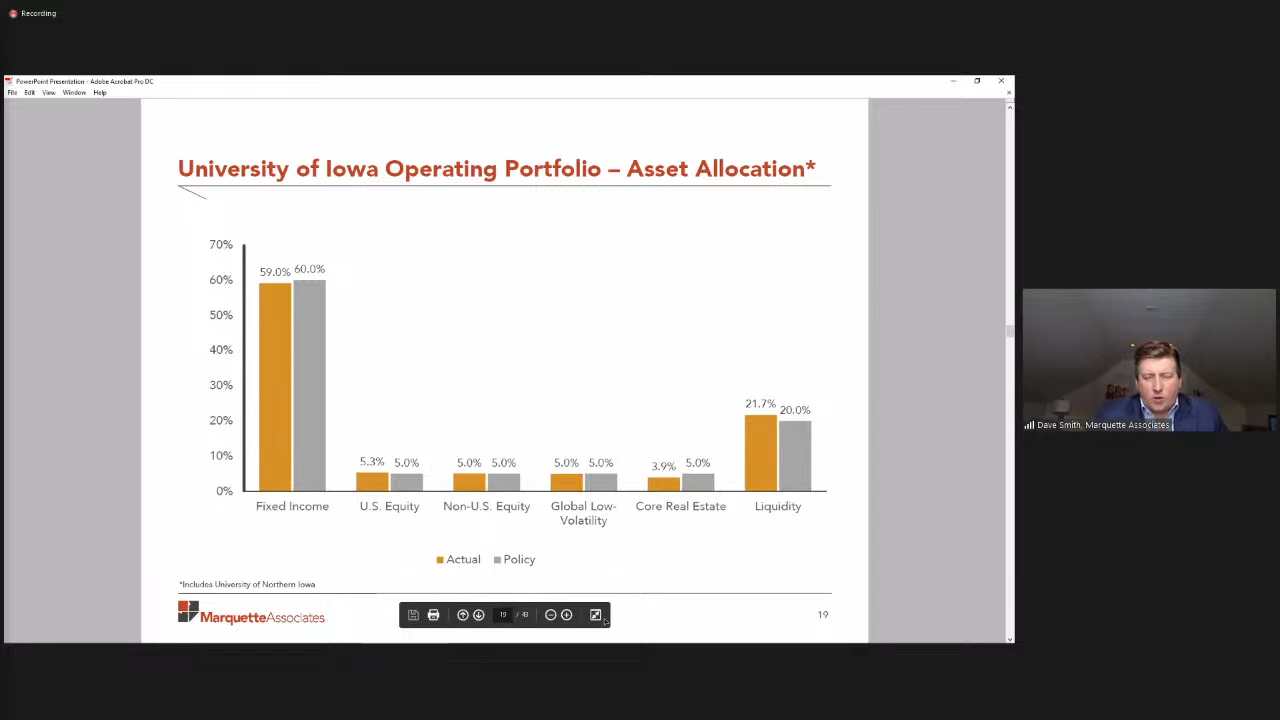 Recording
PowerPoint Presentation - Adobe Acrobat Pro DC
File Edit View Window Help
University of Iowa Operating Portfolio – Asset Allocation*
70%
60%
50%
40%
30%
20%
10%
0%
59.0% 60.0%
5.3% 5.0%
5.0% 5.0%
5.0% 5.0%
3.9% 5.0%
21.7% 20.0%
Fixed Income
U.S. Equity
Non-U.S. Equity
Global Low-
Volatility
Core Real Estate
Liquidity
Actual Policy
*Includes University of Northern Iowa
MarquetteAssociates
19 / 43
19
Dave Smith, Marquette Associates